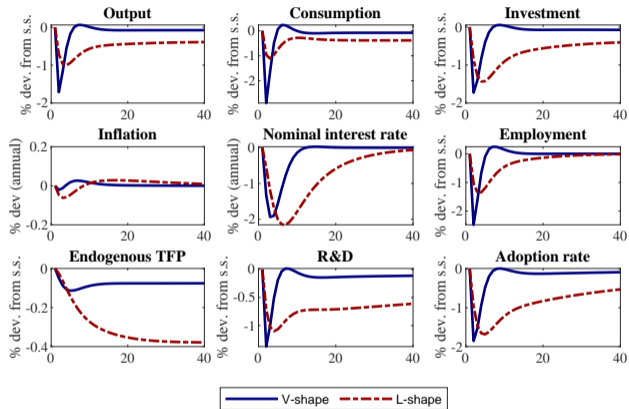 Output
Consumption
Investment
% dev. from s.s.
0
-1
-2
0 20 40
% dev. from s.s.
0
-1
-2
0 20 40
% dev. from s.s.
0
-1
-2
0 20 40
Inflation
Nominal interest rate
Employment
% dev (annual)
0.2
0
-0.2
0 20 40
% dev (annual)
0
-1
-2
0 20 40
% dev. from s.s.
0
-1
-2
0 20 40
Endogenous TFP
R&D
Adoption rate
% dev. from s.s.
0
-0.2
-0.4
0 20 40
% dev. from s.s.
0
-0.5
-1
0 20 40
% dev. from s.s.
0
-1
-2
0 20 40
V-shape L-shape